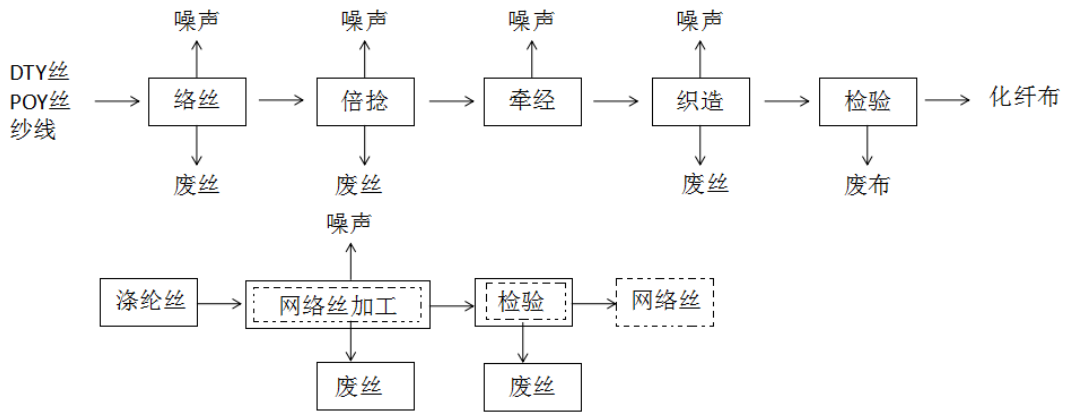 噪声 噪声 噪声 噪声
DTY丝
POY丝
纱线
络丝 倍捻 牵经 织造 检验 化纤布
废丝 废丝 废丝 废布
噪声
涤纶丝 网络丝加工 检验 网络丝
废丝 废丝